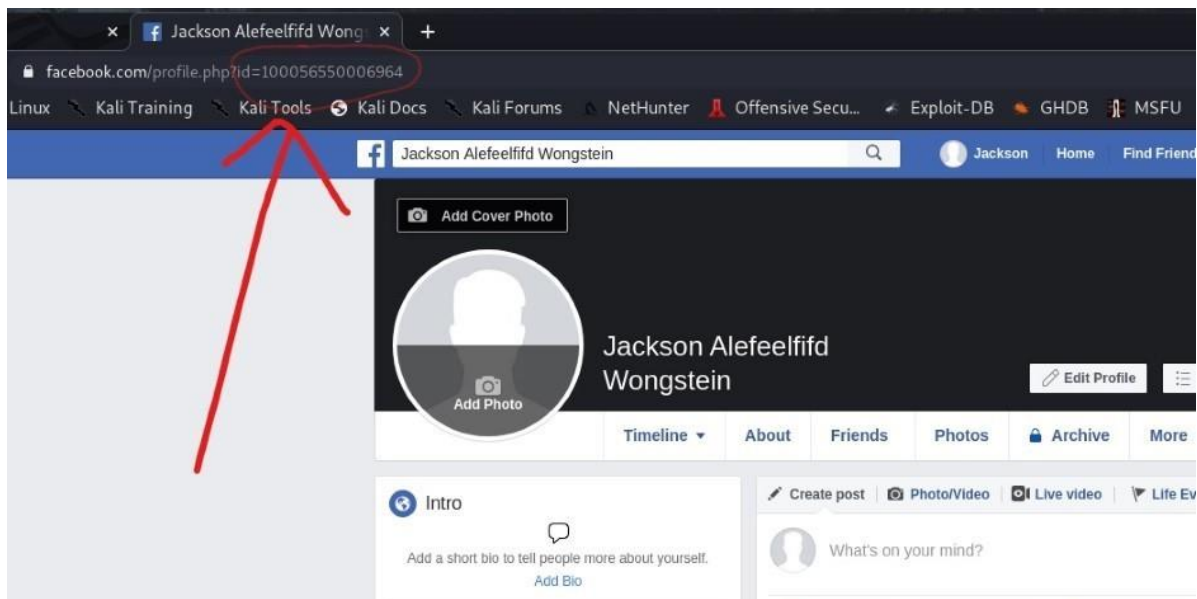 Jackson Alefeelfifd Wong
facebook.com/profile.php?id=100056550006964
Linux Kali Training Kali Tools Kali Docs Kali Forums NetHunter Offensive Secu... Exploit-DB GHDB MSFU
Jackson Alefeelfifd Wongstein Jackson Home Find Friend
Add Cover Photo
Jackson Alefeelfifd
Wongstein
Edit Profile
Add Photo
Timeline About Friends Photos Archive More
Intro
Create post Photo/Video Live video Life Ev
Add a short bio to tell people more about yourself.
Add Bio
What's on your mind?